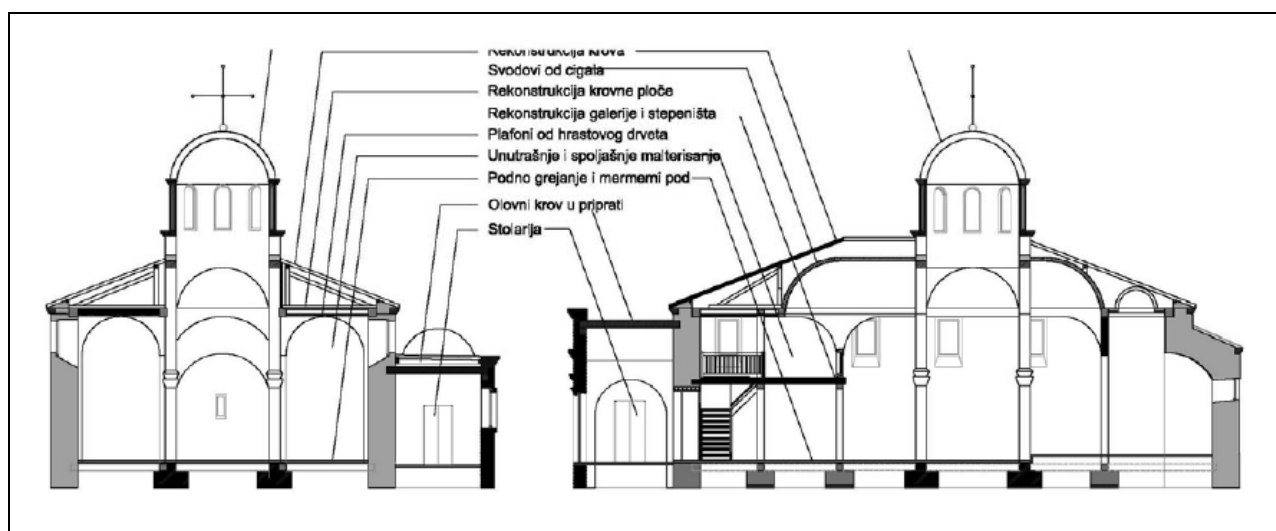 Rekonstrukcija krova
Svodovi od cigala
Rekonstrukcija krovne ploče
Rekonstrukcija galerije i stepeništa
Plafoni od hrastovog drveta
Unutrašnje i spoljašnje malterisanje
Podno grejanje i mermerni pod
Olovni krov u priprati
Stolarija